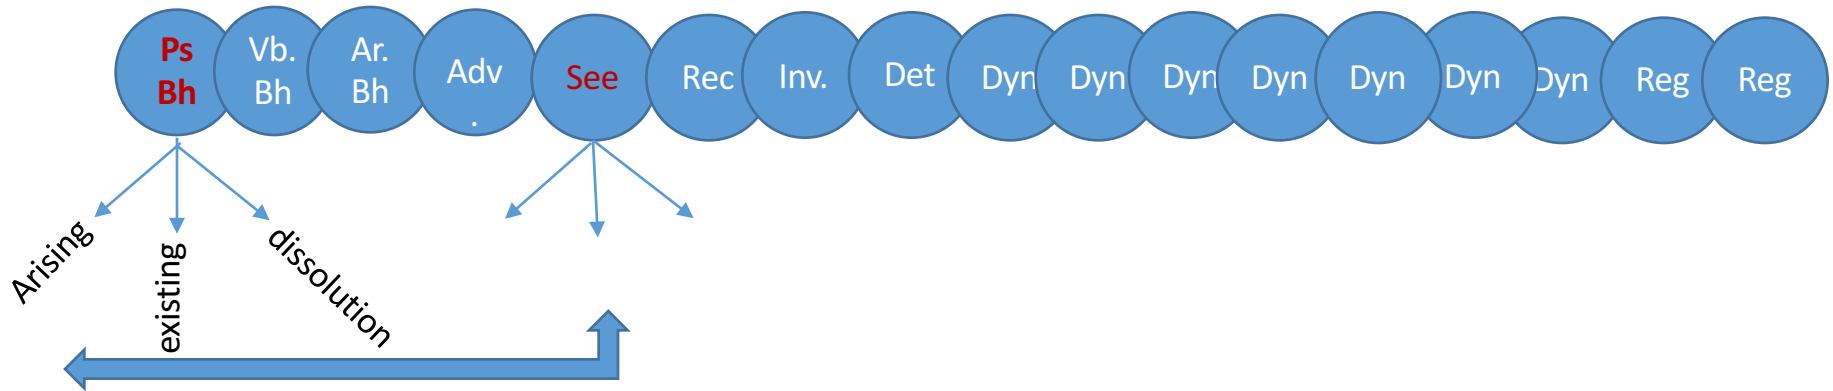 Ps
Bh
Vb.
Bh
Ar.
Bh
Adv
.
See
Rec
Inv.
Det
Dyn
Dyn
Dyn
Dyn
Dyn
Dyn
Dyn
Reg
Reg
Arising
existing
dissolution